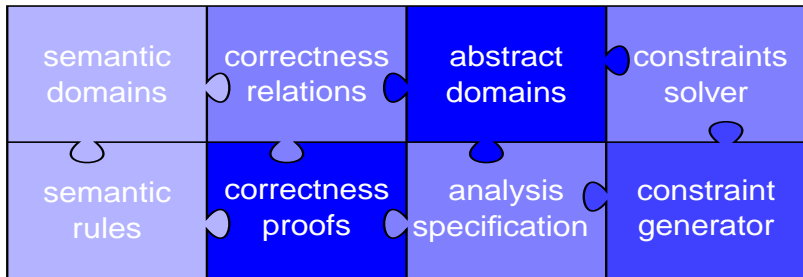 semantic
domains
correctness
relations
abstract
domains
constraints
solver
semantic
rules
correctness
proofs
analysis
specification
constraint
generator